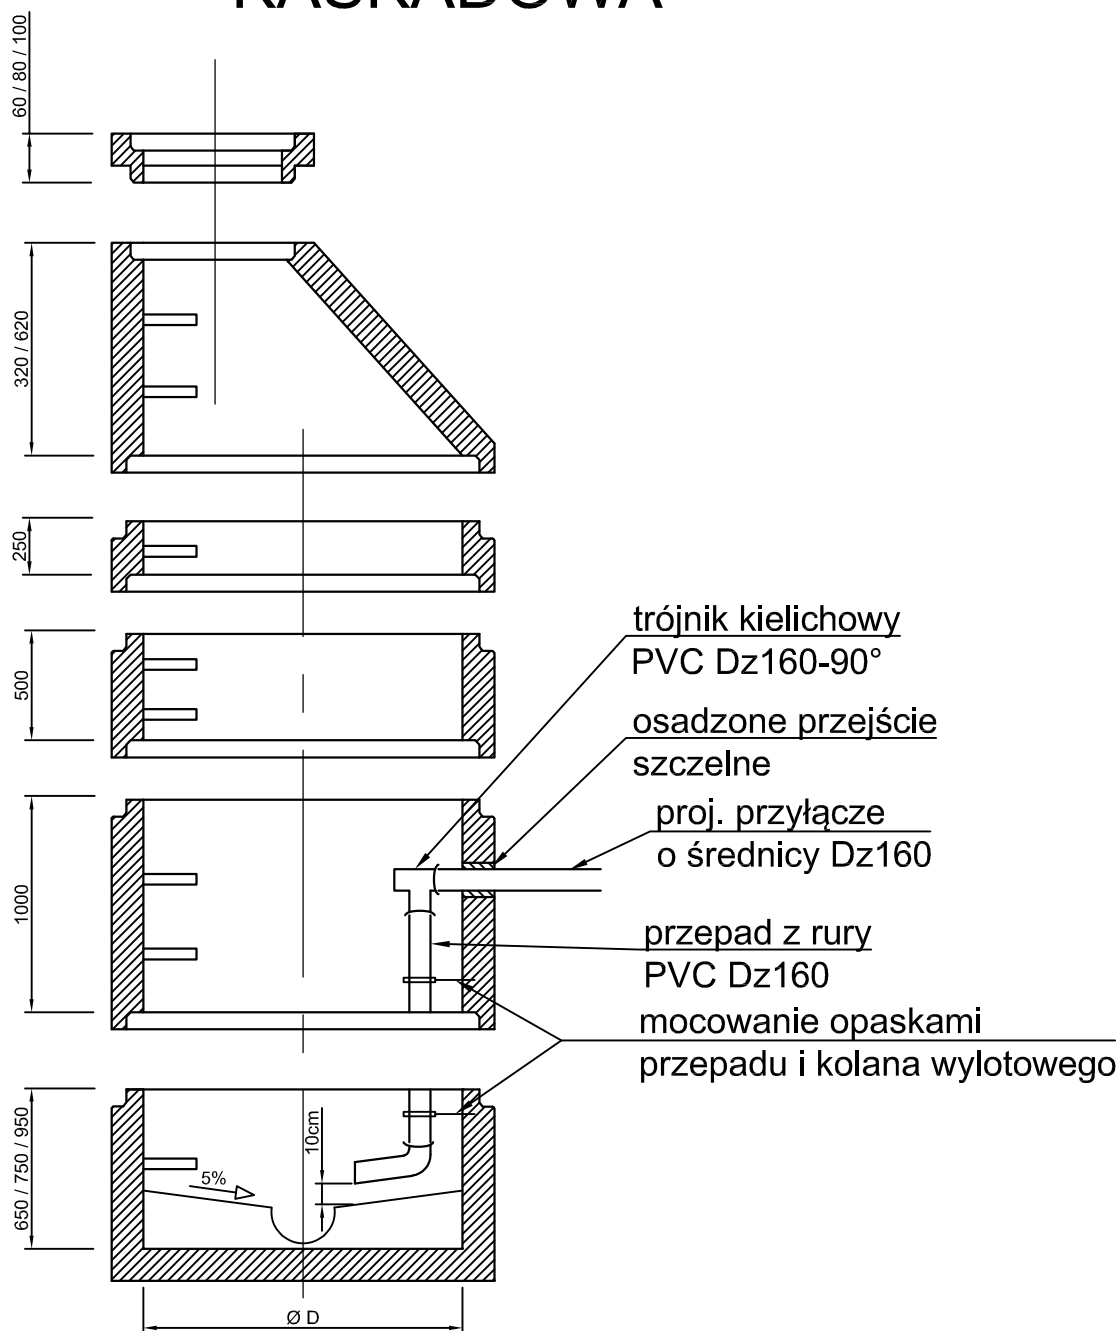 KASKADOWA
60 / 80 / 100
320 / 620
250
500
trójnik kielichowy
PVC Dz160-90°
osadzone przejście
szczelne
proj. przyłącze
o średnicy Dz160
1000
przepad z rury
PVC Dz160
mocowanie opaskami
przepadu i kolana wylotowego
650 / 750 / 950
10cm
5%
Ø D